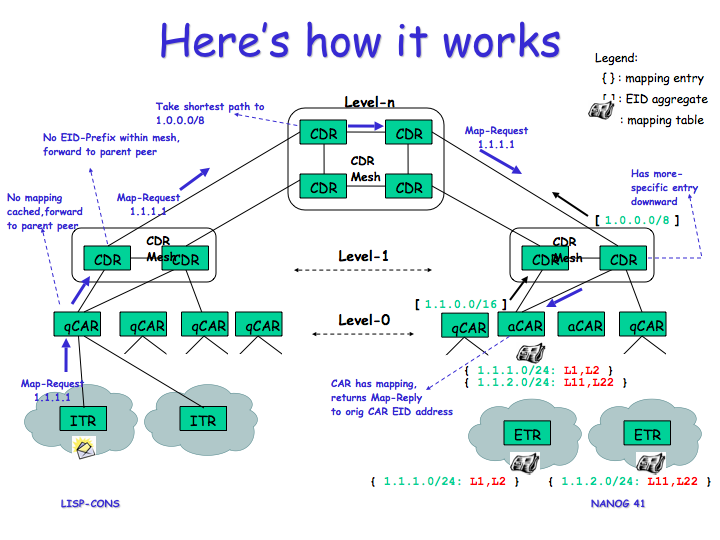 Here's how it works
Legend:
{ } : mapping entry
[ ] : EID aggregate
: mapping table
Level-n
Take shortest path to
1.0.0.0/8
CDR
CDR
Map-Request
1.1.1.1
No EID-Prefix within mesh,
forward to parent peer
CDR
Mesh
CDR
CDR
Has more-
specific entry
downward
No mapping
cached,forward
to parent peer
Map-Request
1.1.1.1
[ 1.0.0.0/8 ]
CDR
Mesh
CDR
CDR
Level-1
CDR
Mesh
CDR
CDR
[ 1.1.0.0/16 ]
Level-0
qCAR
qCAR
qCAR
qCAR
qCAR
aCAR
aCAR
qCAR
{ 1.1.1.0/24: L1,L2 }
{ 1.1.2.0/24: L11,L22 }
Map-Request
1.1.1.1
CAR has mapping,
returns Map-Reply
to orig CAR EID address
ITR
ITR
ETR
ETR
{ 1.1.1.0/24: L1,L2 }
{ 1.1.2.0/24: L11,L22 }
LISP-CONS
NANOG 41